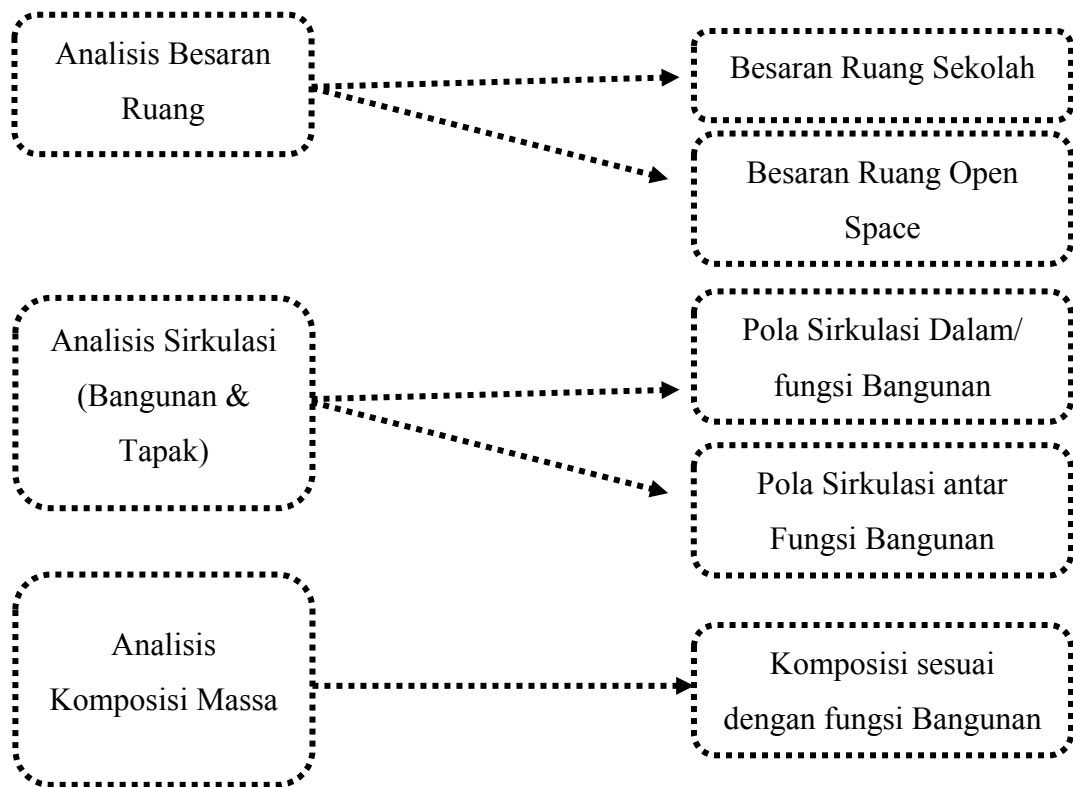 Analisis Besaran
Ruang
Besaran Ruang Sekolah
Besaran Ruang Open
Space
Analisis Sirkulasi
(Bangunan &
Tapak)
Pola Sirkulasi Dalam/
fungsi Bangunan
Pola Sirkulasi antar
Fungsi Bangunan
Analisis
Komposisi Massa
Komposisi sesuai
dengan fungsi Bangunan